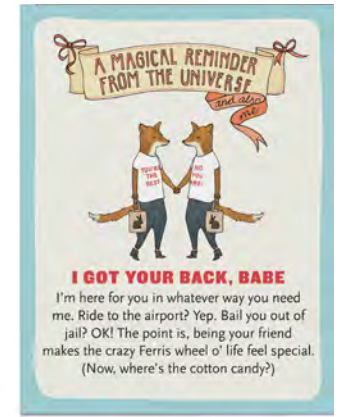 A MAGICAL REMINDER
FROM THE UNIVERSE
and also
me
YOU'RE
THE
BEST
NO
YOU
ARE!
I GOT YOUR BACK, BABE
I'm here for you in whatever way you need
me. Ride to the airport? Yep. Bail you out of
jail? OK! The point is, being your friend
makes the crazy Ferris wheel o' life feel special.
(Now, where's the cotton candy?)